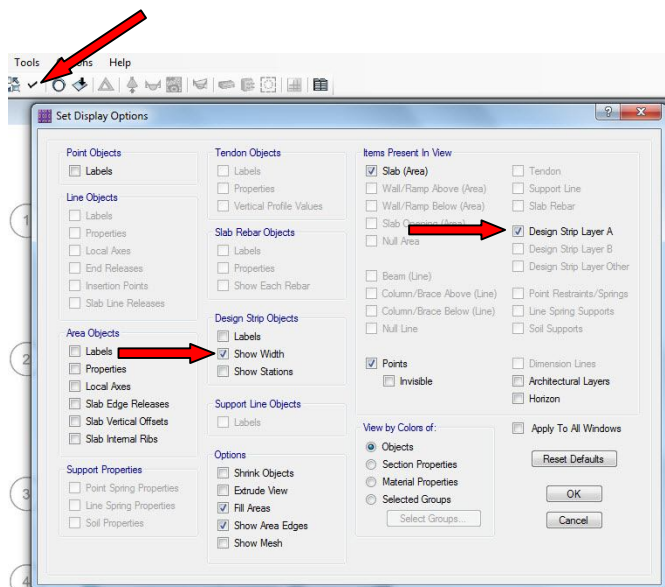 Tools
Help
Set Display Options
Point Objects
Labels
Line Objects
Labels
Properties
Local Axes
End Releases
Insertion Points
Slab Line Releases
Area Objects
Labels
Properties
Local Axes
Slab Edge Releases
Slab Vertical Offsets
Slab Internal Ribs
Support Properties
Point Spring Properties
Line Spring Properties
Soil Properties
Tendon Objects
Labels
Properties
Vertical Profile Values
Slab Rebar Objects
Labels
Properties
Show Each Rebar
Design Strip Objects
Labels
Show Width
Show Stations
Support Line Objects
Labels
Options
Shrink Objects
Extrude View
Fill Areas
Show Area Edges
Show Mesh
Items Present In View
Slab (Area)
Wall/Ramp Above (Area)
Wall/Ramp Below (Area)
Slab Opening (Area)
Null Area
Beam (Line)
Column/Brace Above (Line)
Column/Brace Below (Line)
Null Line
Points
Invisible
Tendon
Support Line
Slab Rebar
Design Strip Layer A
Design Strip Layer B
Design Strip Layer Other
Point Restraints/Springs
Line Spring Supports
Soil Supports
Dimension Lines
Architectural Layers
Horizon
View by Colors of:
Objects
Section Properties
Material Properties
Selected Groups
Select Groups...
Apply To All Windows
Reset Defaults
OK
Cancel
1
2
3
4